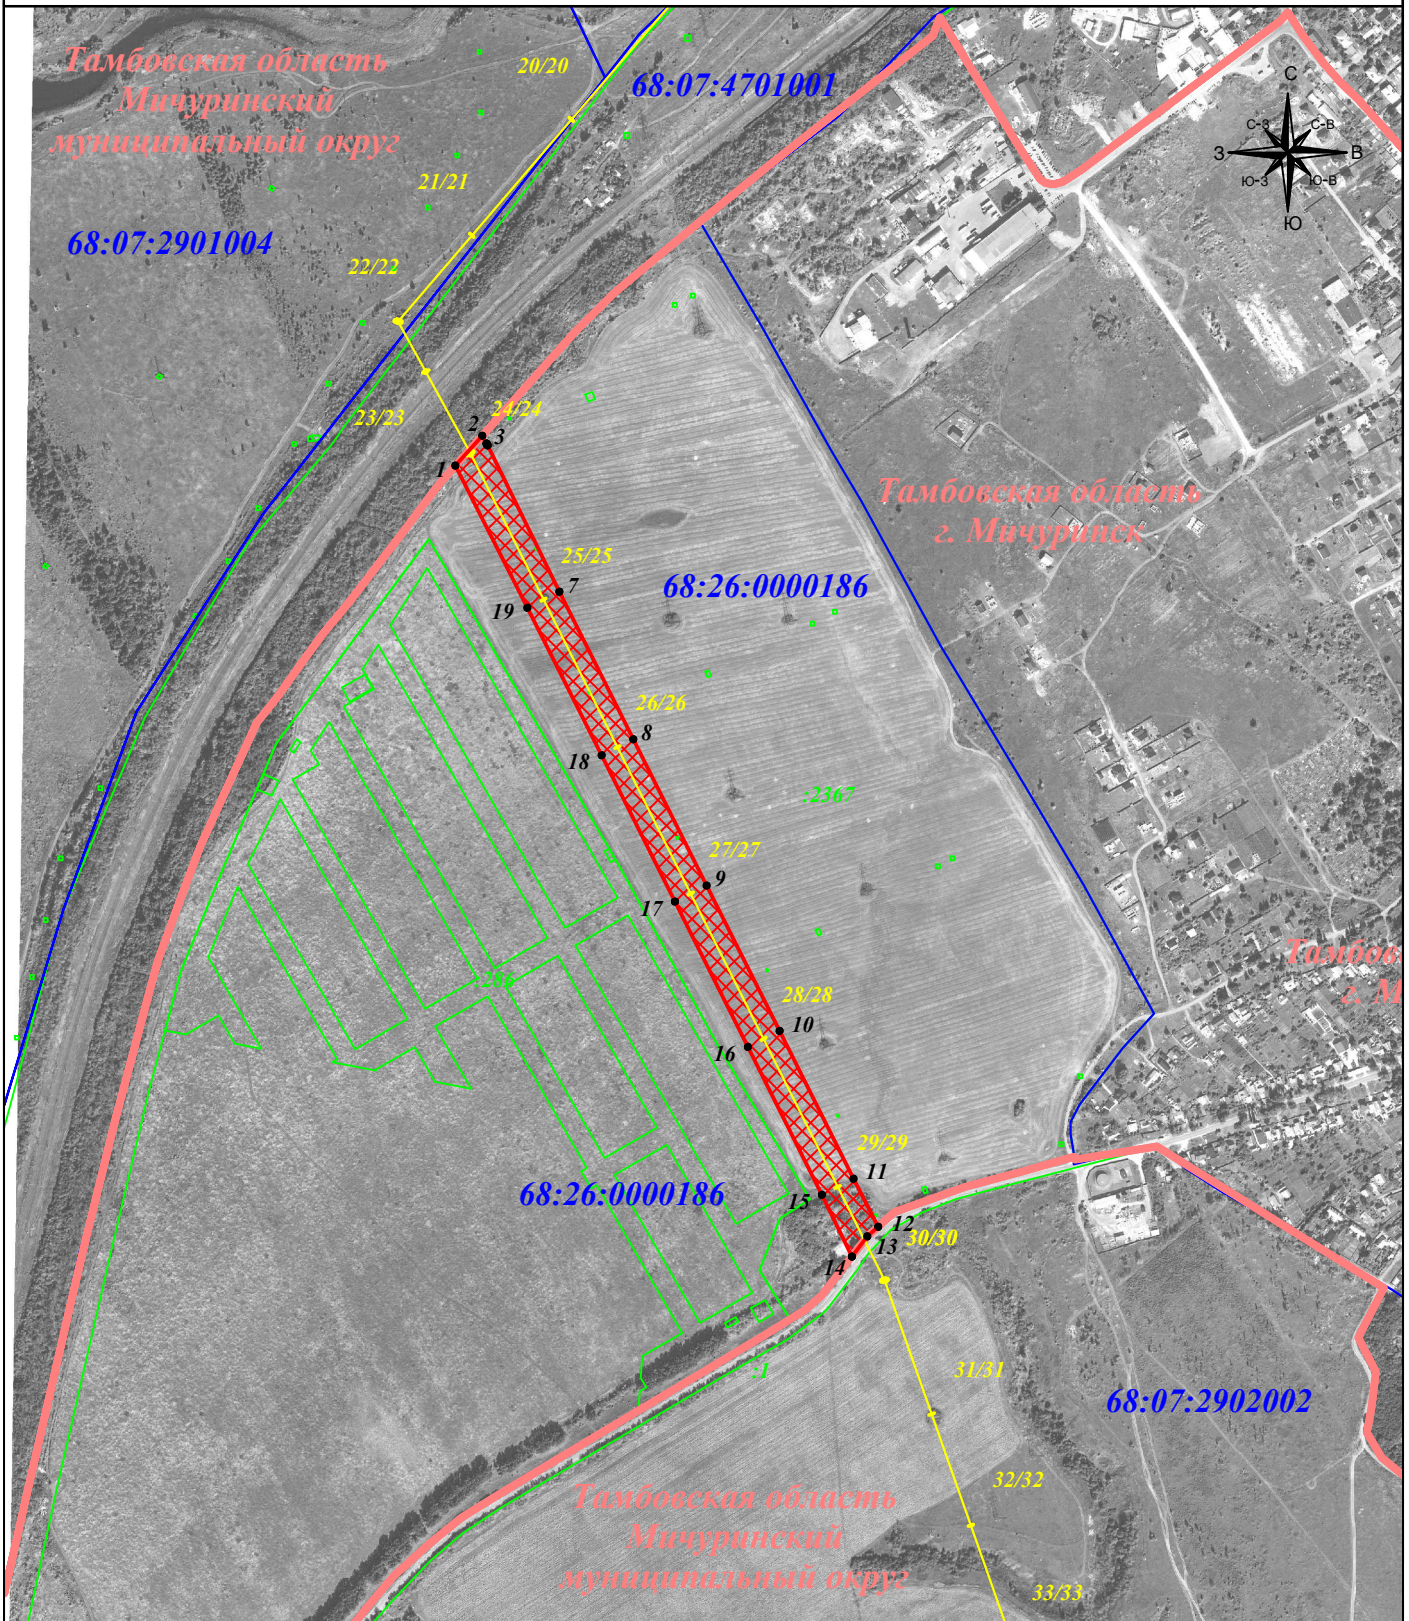 Тамбовская область
Мичуринский
муниципальный округ
20/20
68:07:4701001
С
С-З
С-В
З
В
Ю-З
Ю-В
Ю
21/21
68:07:2901004
22/22
23/23
24/24
2
3
1
Тамбовская область
г. Мичуринск
25/25
7
68:26:0000186
19
26/26
8
18
:2367
27/27
9
17
Тамбов
г. М
28/28
10
16
29/29
11
68:26:0000186
15
12
30/30
13
14
:1
31/31
68:07:2902002
32/32
Тамбовская область
Мичуринский
муниципальный округ
33/33